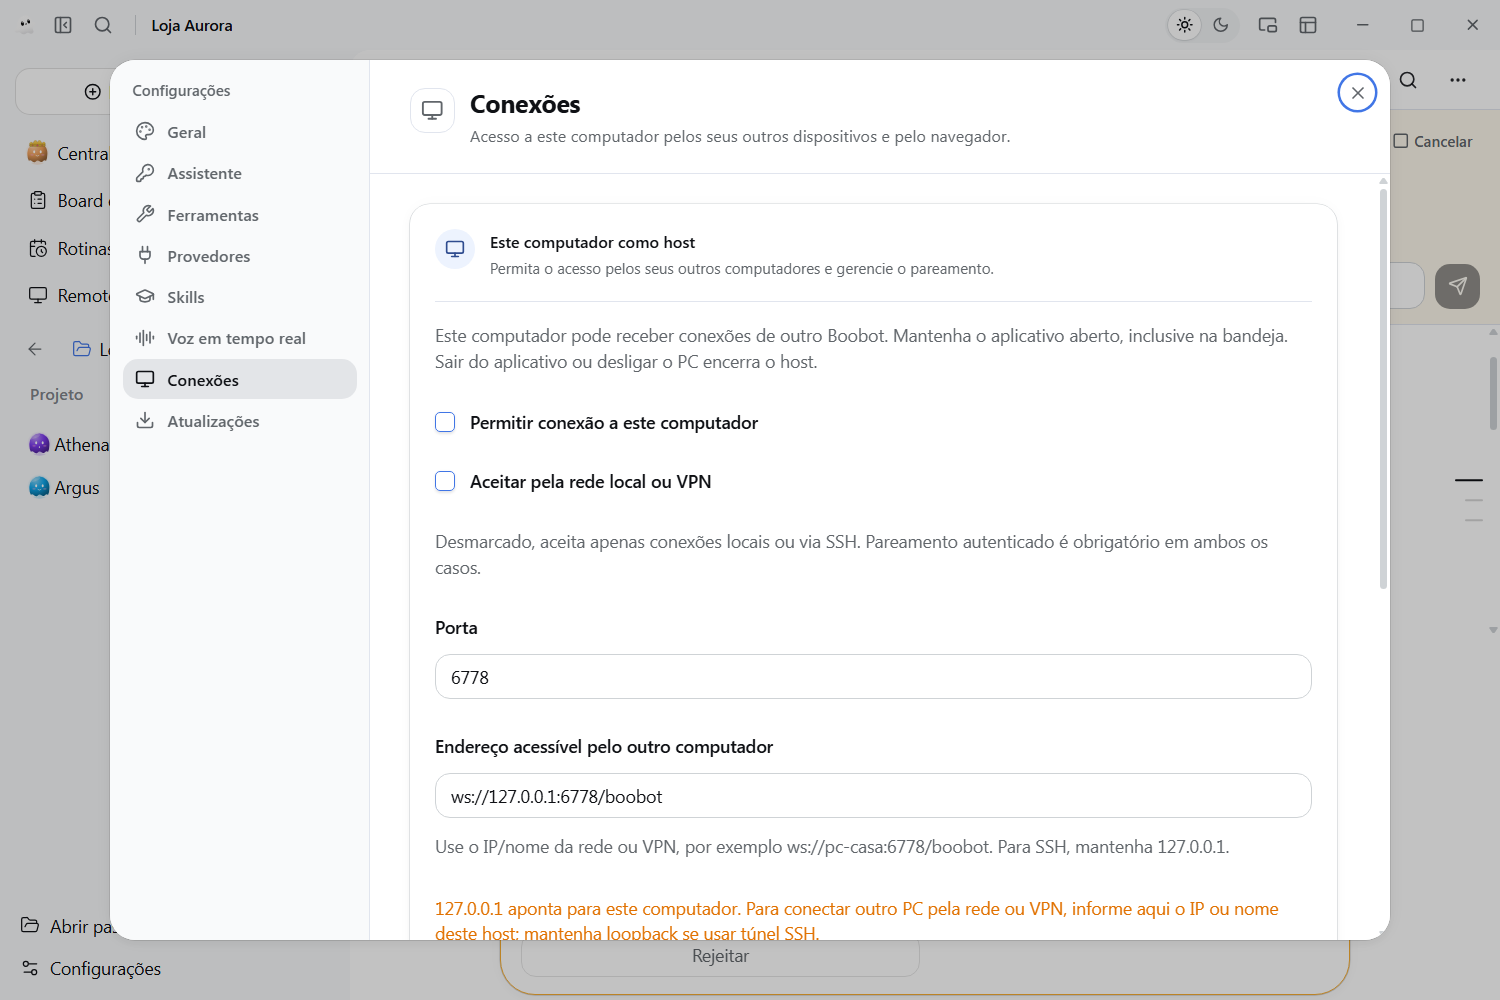 Loja Aurora
Configurações
Geral
Assistente
Ferramentas
Provedores
Skills
Voz em tempo real
Conexões
Atualizações
Conexões
Acesso a este computador pelos seus outros dispositivos e pelo navegador.
Este computador como host
Permita o acesso pelos seus outros computadores e gerencie o pareamento.
Este computador pode receber conexões de outro Boobot. Mantenha o aplicativo aberto, inclusive na bandeja.
Sair do aplicativo ou desligar o PC encerra o host.
Permitir conexão a este computador
Aceitar pela rede local ou VPN
Desmarcado, aceita apenas conexões locais ou via SSH. Pareamento autenticado é obrigatório em ambos os
casos.
Porta
6778
Endereço acessível pelo outro computador
ws://127.0.0.1:6778/boobot
Use o IP/nome da rede ou VPN, por exemplo ws://pc-casa:6778/boobot. Para SSH, mantenha 127.0.0.1.
127.0.0.1 aponta para este computador. Para conectar outro PC pela rede ou VPN, informe aqui o IP ou nome
deste host; mantenha loopback se usar túnel SSH.
Board
Rotinas
Projeto
Athena
Argus
Abrir
Configurações
Cancelar
Rejeitar